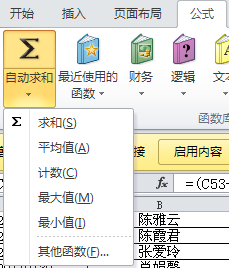 开始 插入 页面布局 公式
Σ
自动求和 最近使用的函数 财务 逻辑 文本
函数库
Σ 求和(S)
平均值(A)
计数(C)
最大值(M)
最小值(I)
其他函数(F)...
接 启用内容
fx =(C53-
B
陈雅云
陈霞君
张爱玲